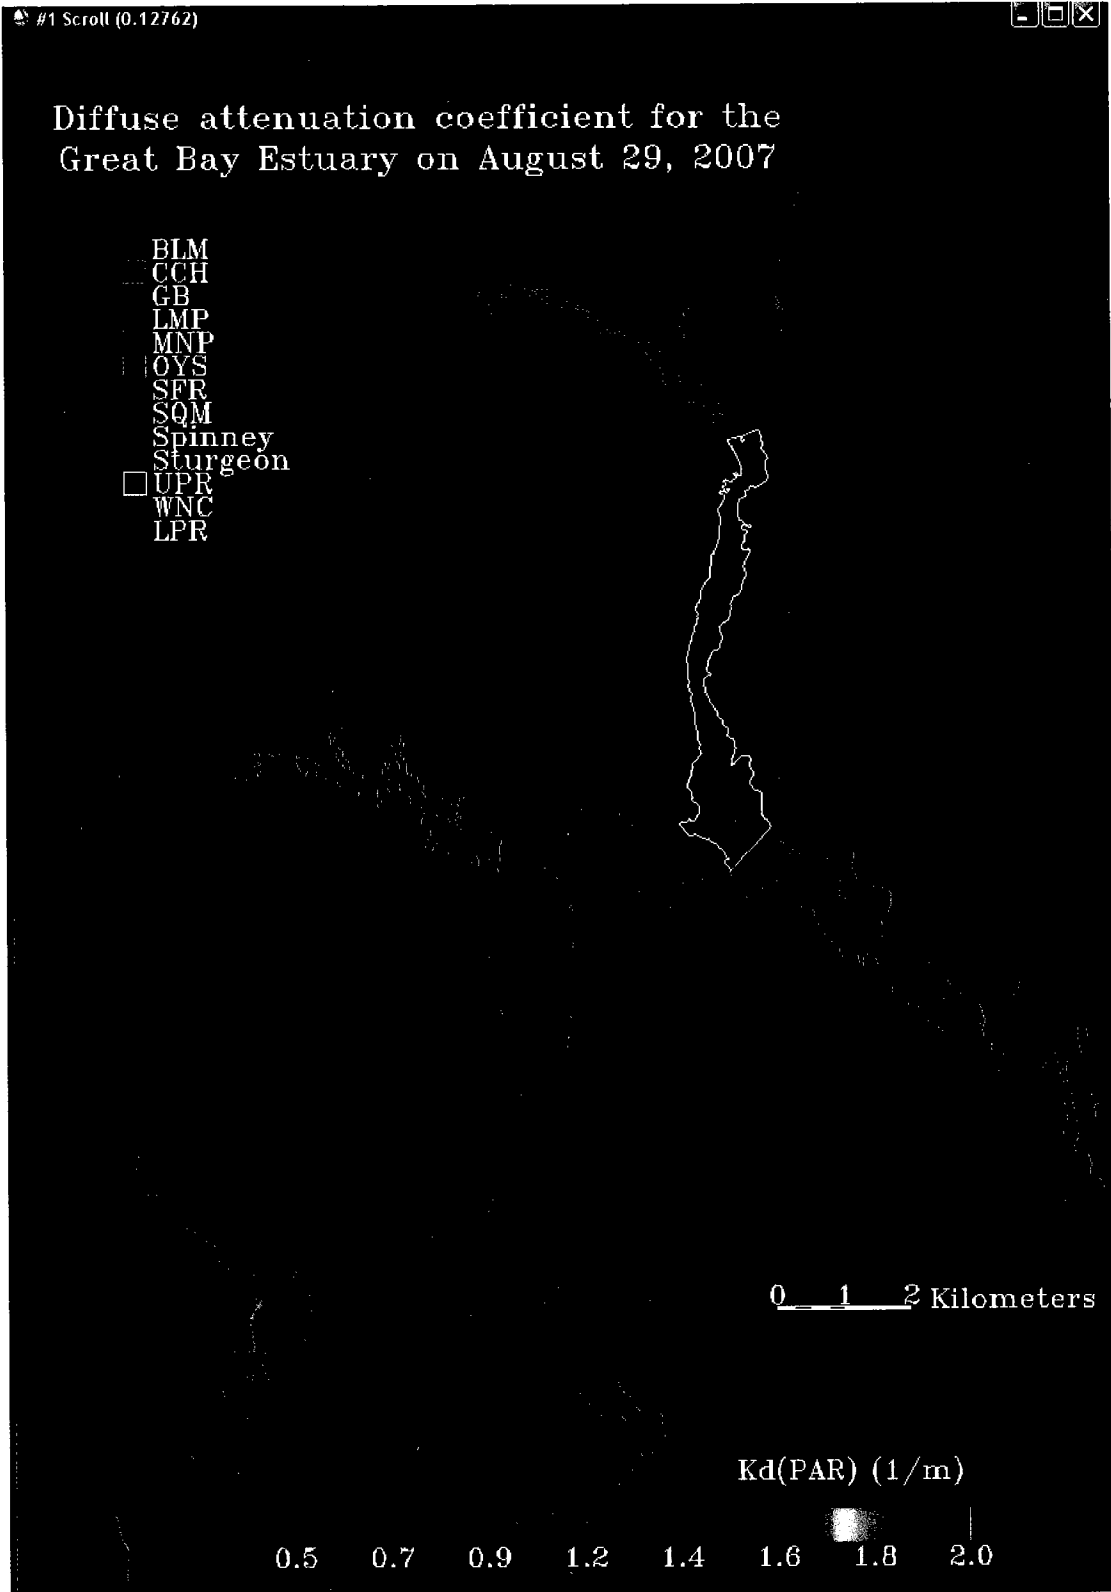 #1 Scroll (0.12762)
Diffuse attenuation coefficient for the
Great Bay Estuary on August 29, 2007
BLM
CCH
GB
LMP
MNP
OYS
SFR
SQM
Spinney
Sturgeon
UPR
WNC
LPR
0 1 2 Kilometers
Kd(PAR) (1/m)
0.5 0.7 0.9 1.2 1.4 1.6 1.8 2.0